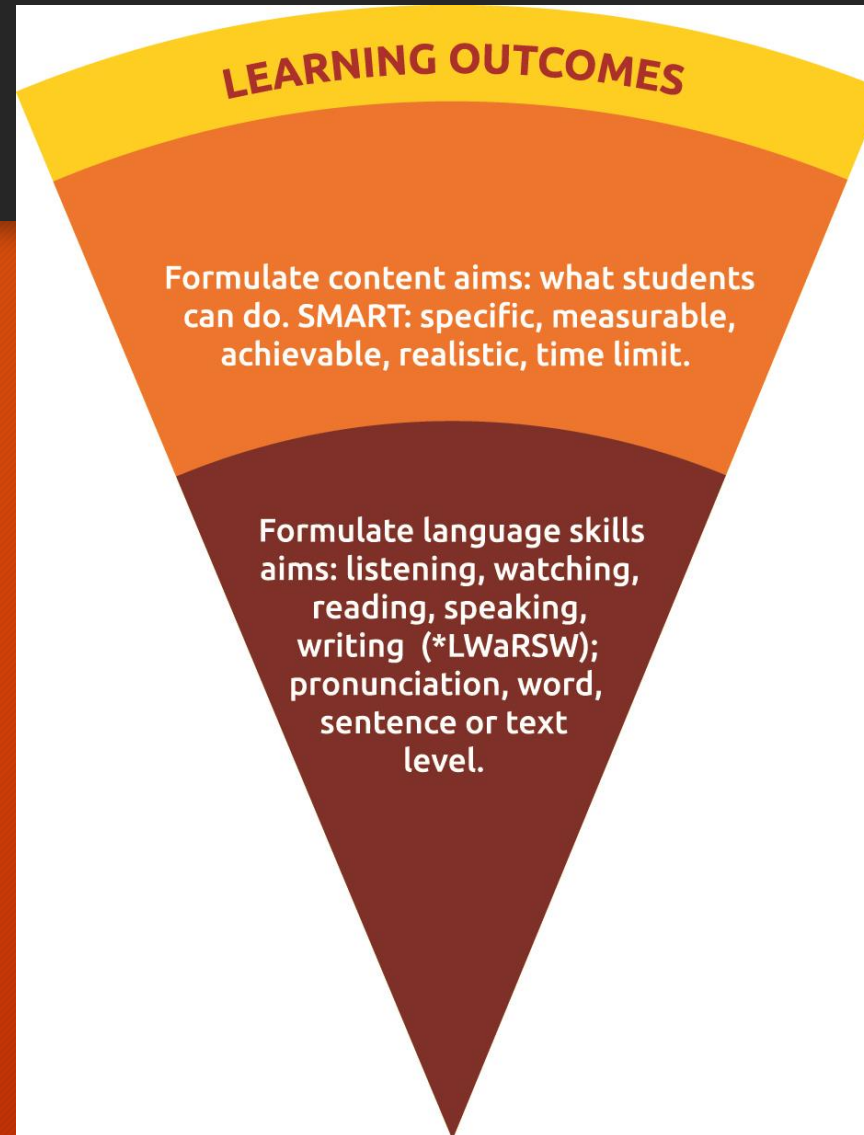 LEARNING OUTCOMES
Formulate content aims: what students
can do. SMART: specific, measurable,
achievable, realistic, time limit.
Formulate language skills
aims: listening, watching,
reading, speaking,
writing (*LWaRSW);
pronunciation, word,
sentence or text
level.